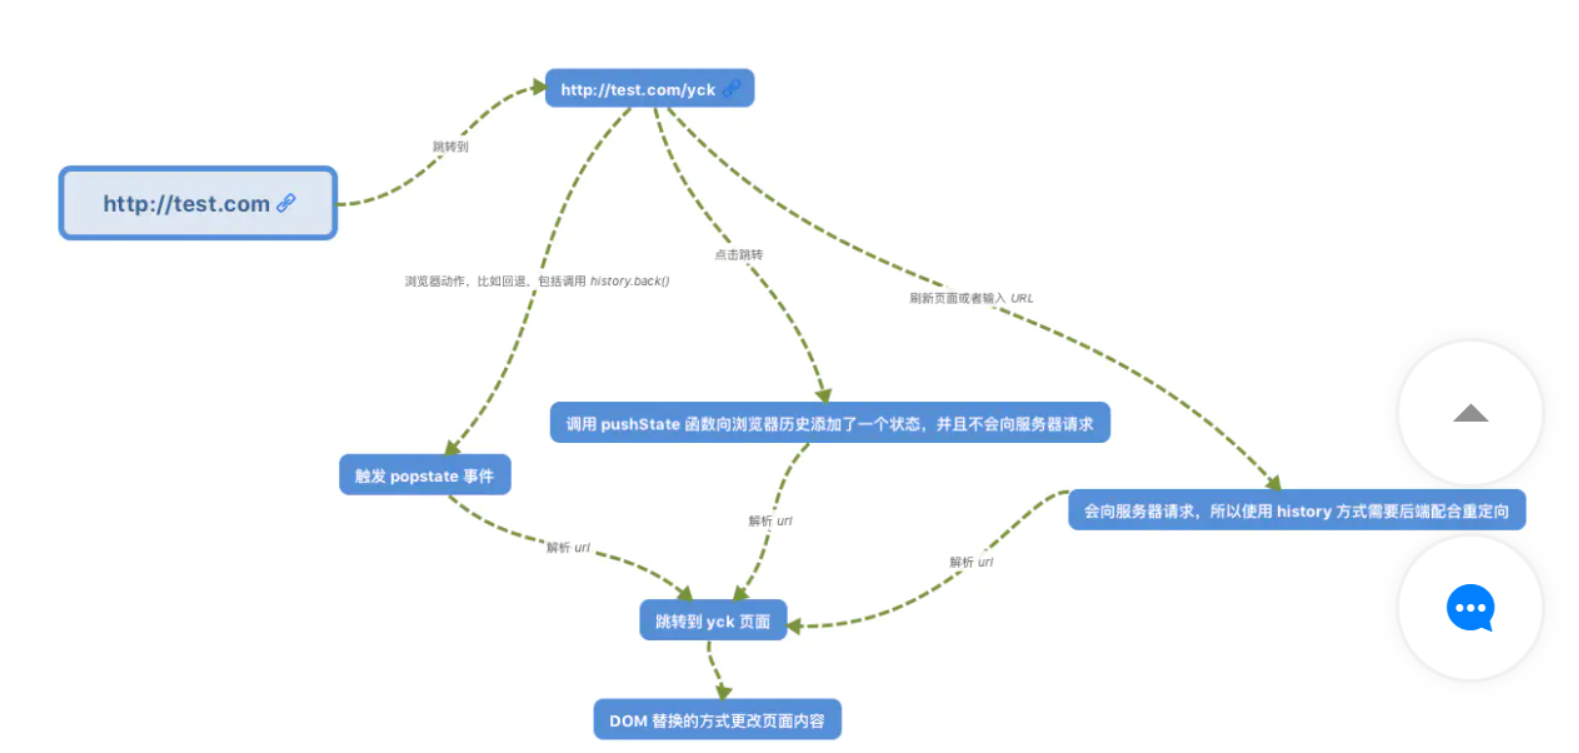 http://test.com/yck
跳转到
http://test.com
点击跳转
浏览器动作，比如回退，包括调用 history.back()
刷新页面或者输入 URL
调用 pushState 函数向浏览器历史添加了一个状态，并且不会向服务器请求
触发 popstate 事件
会向服务器请求，所以使用 history 方式需要后端配合重定向
解析 url
解析 url
解析 url
跳转到 yck 页面
DOM 替换的方式更改页面内容